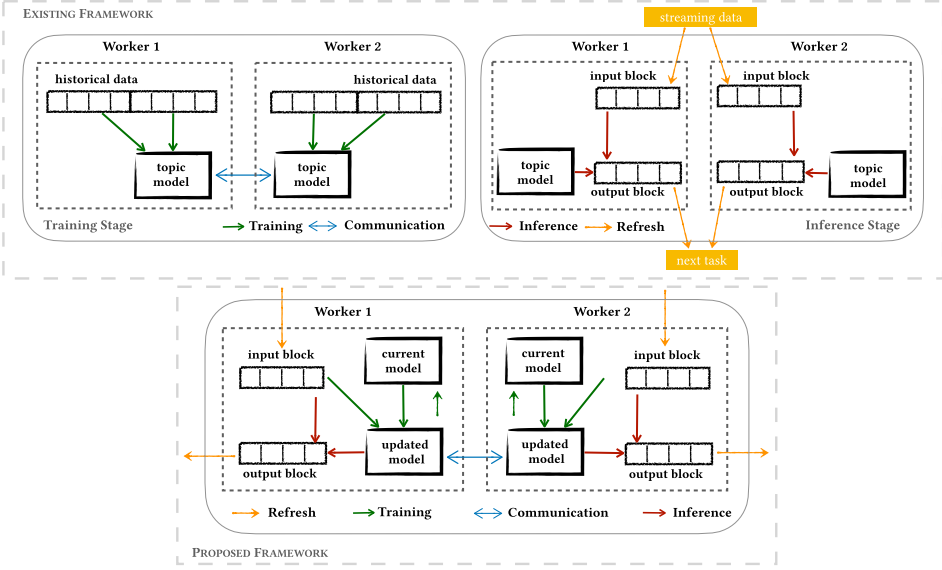 EXISTING FRAMEWORK
streaming data
Worker 1
Worker 2
historical data
historical data
topic
model
topic
model
Training Stage
Training
Communication
Worker 1
Worker 2
input block
input block
topic
model
output block
output block
topic
model
Inference
Refresh
Inference Stage
next task
Worker 1
Worker 2
input block
current
model
current
model
input block
updated
model
updated
model
output block
output block
Refresh
Training
Communication
Inference
PROPOSED FRAMEWORK